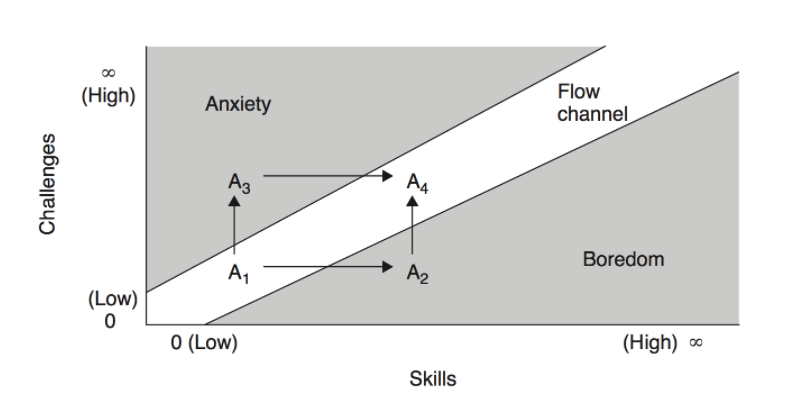 ∞
(High)
Anxiety
Flow
channel
Challenges
A3
A4
A1
A2
Boredom
(Low)
0
0 (Low)
(High) ∞
Skills